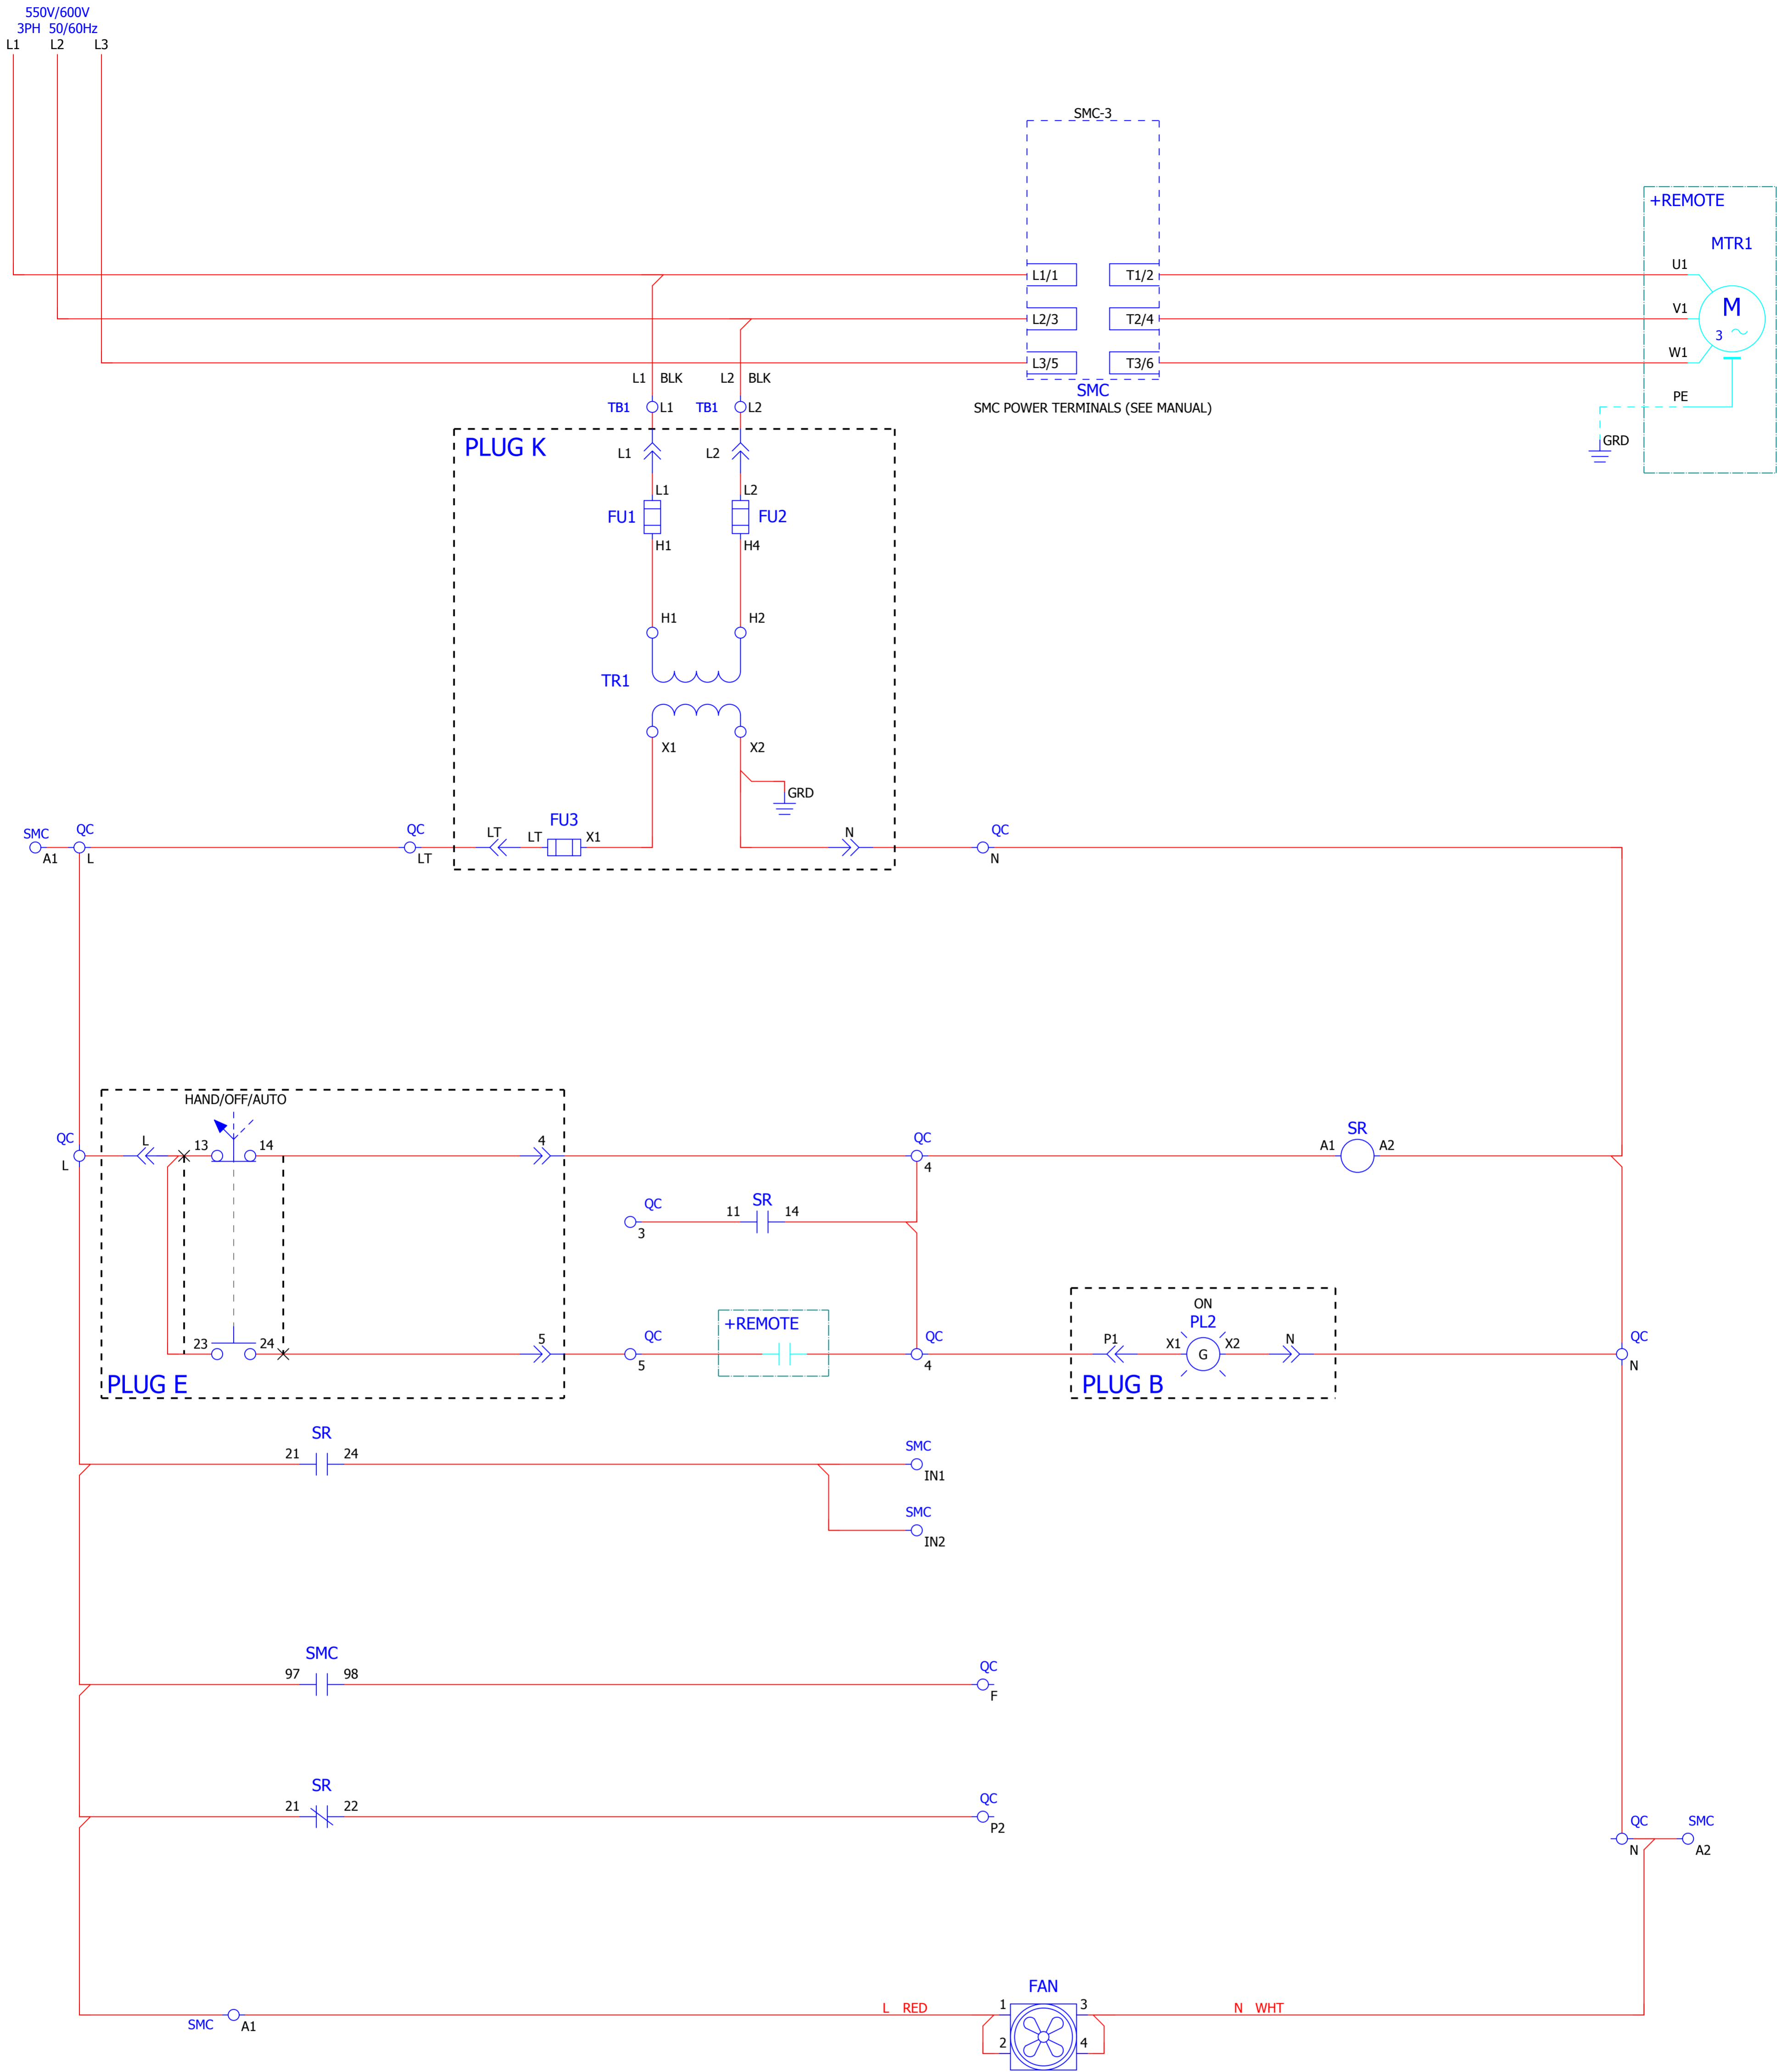 550V/600V
3PH 50/60Hz
L1 L2 L3
SMC-3
+REMOTE
MTR1
L1/1 T1/2 U1
L2/3 T2/4 V1
M
3
L3/5 T3/6 W1
L1 BLK L2 BLK
SMC
SMC POWER TERMINALS (SEE MANUAL)
PE
GRD
TB1 L1 TB1 L2
PLUG K
L1 L2
L1 L2
FU1 FU2
H1 H4
H1 H2
TR1
X1 X2
GRD
FU3
SMC QC QC LT LT X1 N QC
A1 L LT N
HAND/OFF/AUTO
QC L 13 14 4 QC SR
L 4 A1 A2
QC 11 SR 14
3
+REMOTE
ON
PL2
23 24 5 QC QC P1 X1 G X2 N QC
5 4 N
PLUG E PLUG B
SR
21 24 SMC
IN1
SMC
IN2
SMC
97 98 QC
F
SR
21 22 QC
P2
QC SMC
N A2
FAN
L RED 1 3 N WHT
SMC A1
2 4